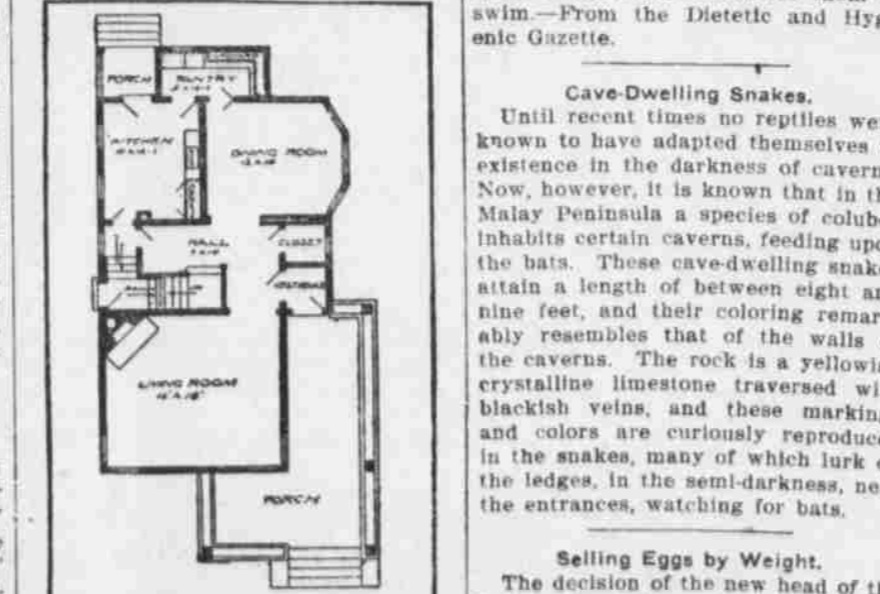 PORCH
PANTRY
KITCHEN
DINING ROOM
HALL
CLOSET
VESTIBULE
LIVING ROOM
PORCH
swim.—From the Dietetic and Hyg
enic Gazette.
Cave-Dwelling Snakes.
Until recent times no reptiles we
known to have adapted themselves
existence in the darkness of cavern
Now, however, it is known that in th
Malay Peninsula a species of colub
inhabits certain caverns, feeding upo
the bats. These cave-dwelling snake
attain a length of between eight an
nine feet, and their coloring remar
ably resembles that of the walls
the caverns. The rock is a yellowis
crystalline limestone traversed wi
blackish veins, and these markin
and colors are curiously reproduce
in the snakes, many of which lurk o
the ledges, in the semi-darkness, ne
the entrances, watching for bats.
Selling Eggs by Weight.
The decision of the new head of th